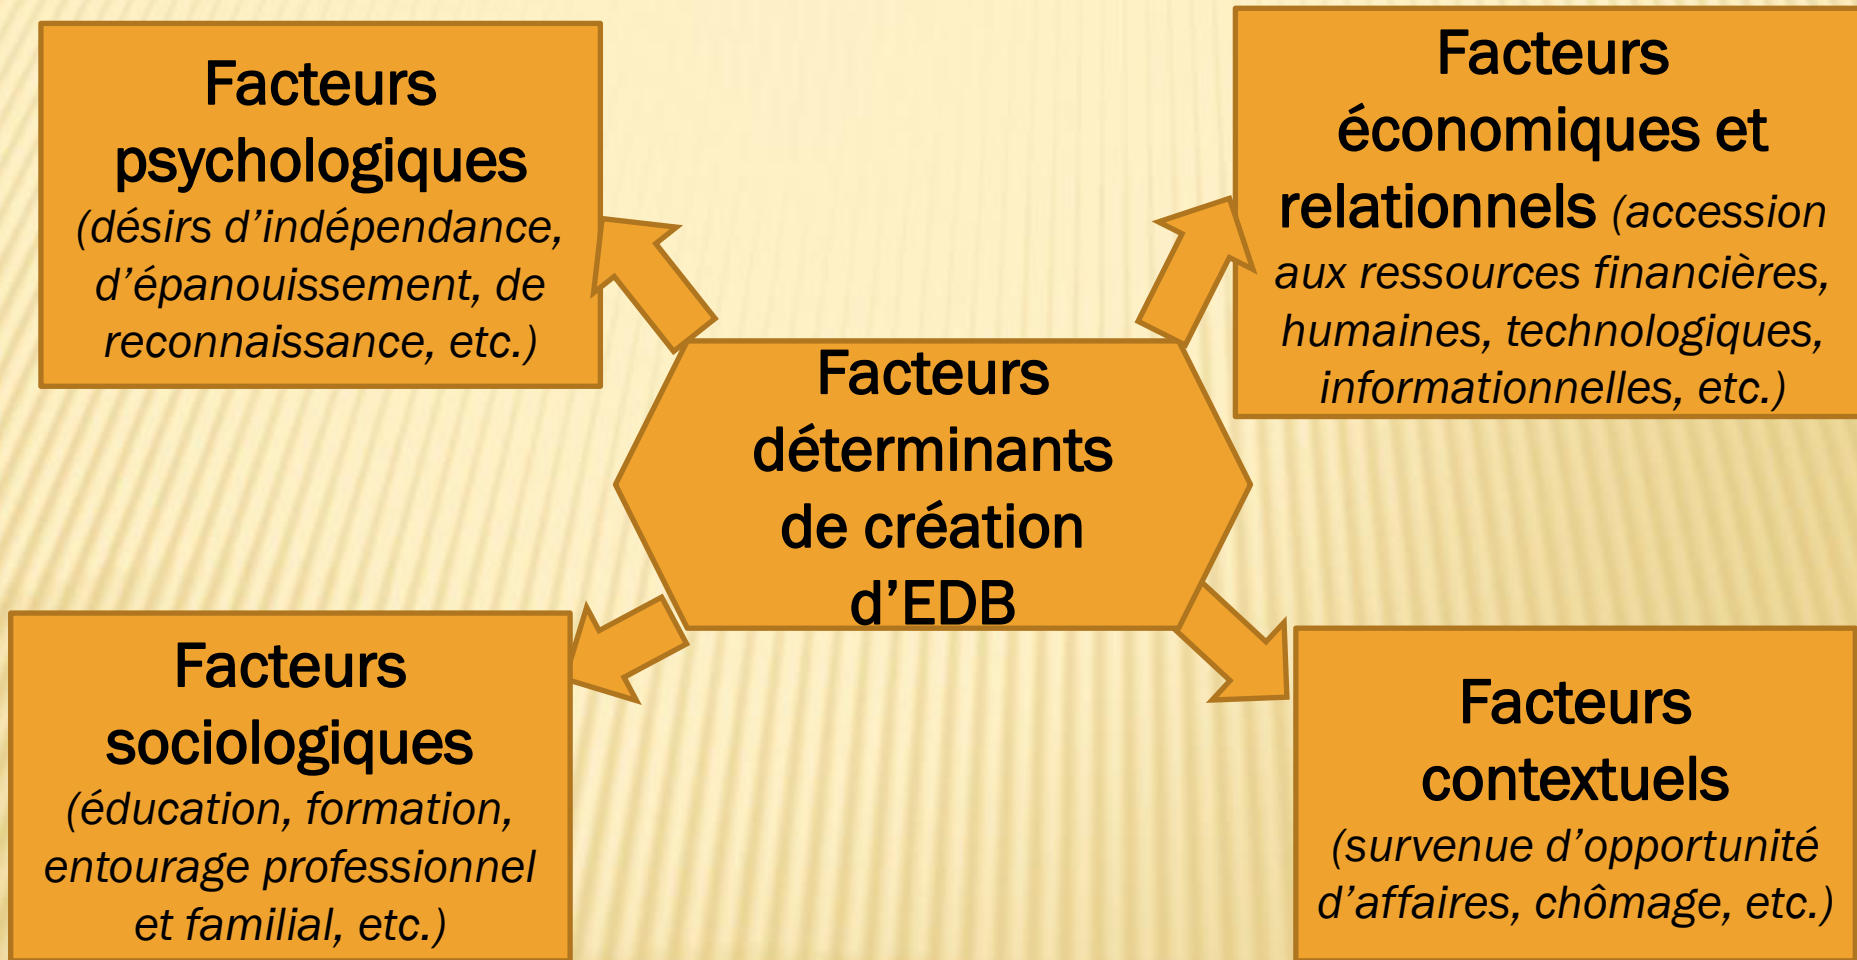 Facteurs
psychologiques
(désirs d’indépendance,
d’épanouissement, de
reconnaissance, etc.)
Facteurs
économiques et
relationnels (accession
aux ressources financières,
humaines, technologiques,
informationnelles, etc.)
Facteurs
déterminants
de création
d’EDB
Facteurs
sociologiques
(éducation, formation,
entourage professionnel
et familial, etc.)
Facteurs
contextuels
(survenue d’opportunité
d’affaires, chômage, etc.)